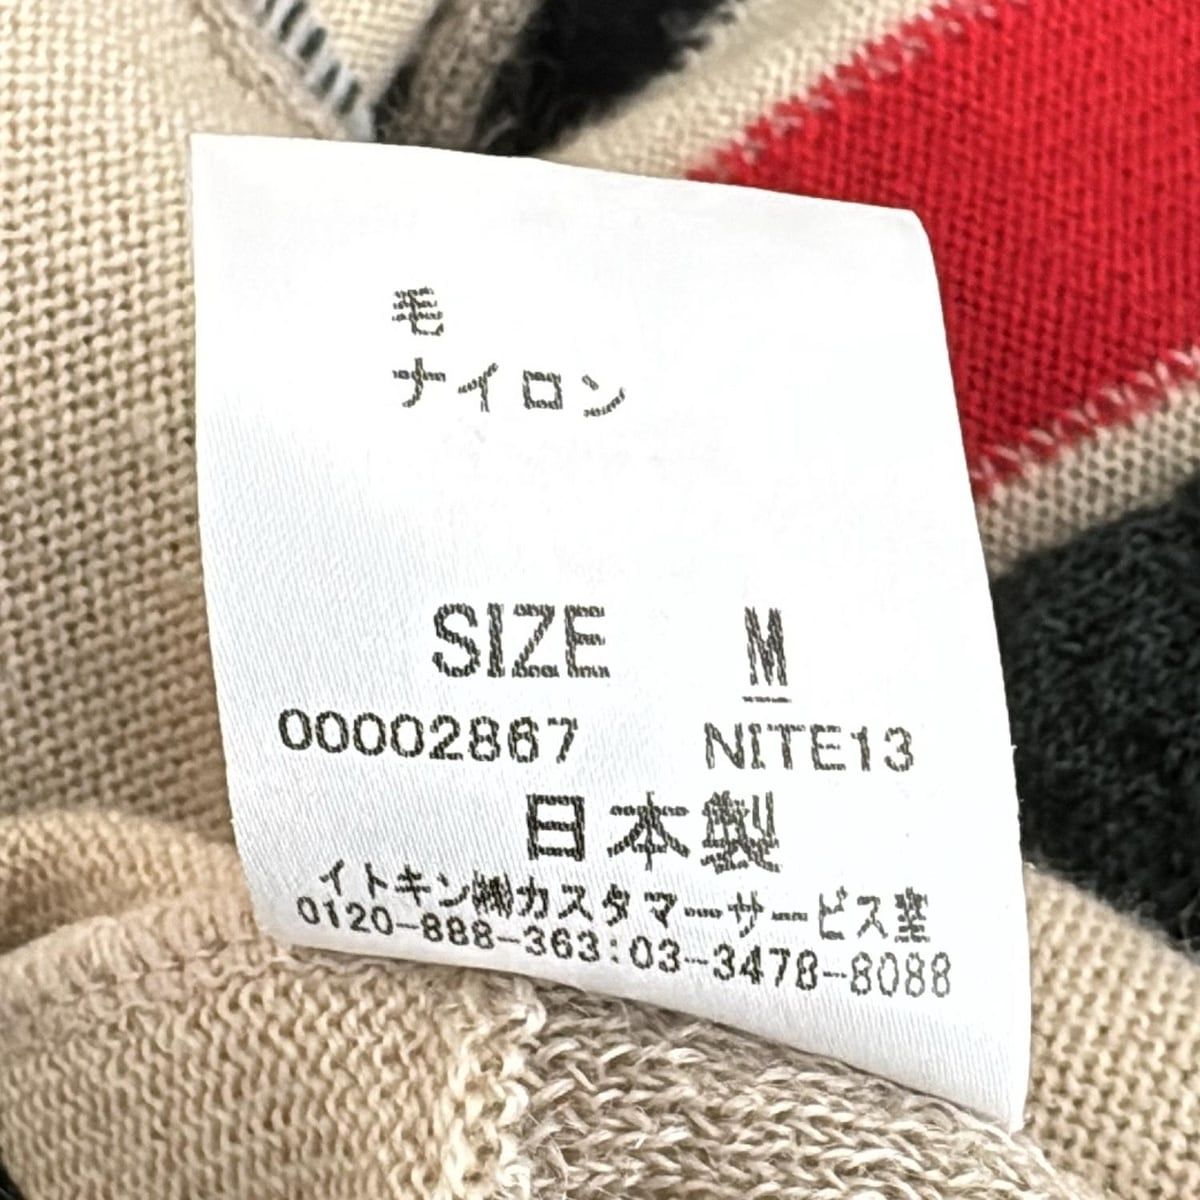 毛
ナイロン
SIZE M
00002867 NITE13
日本製
イトキン㈱カスタマーサービス室
0120-888-363:03-3478-8088